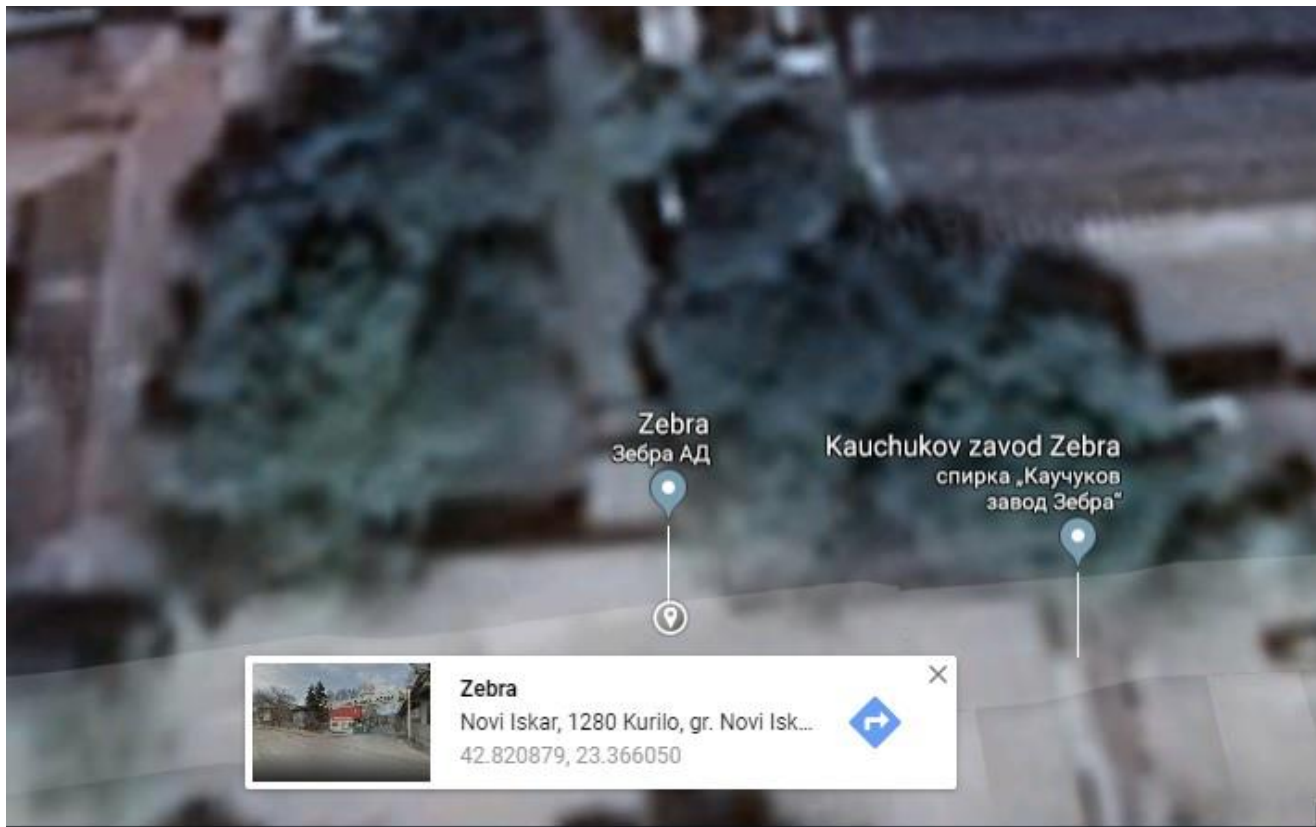 Zebra
Зебра АД
Kauchukov zavod Zebra
спирка „Каучуков
завод Зебра“
Zebra
Novi Iskar, 1280 Kurilo, gr. Novi Isk...
42.820879, 23.366050